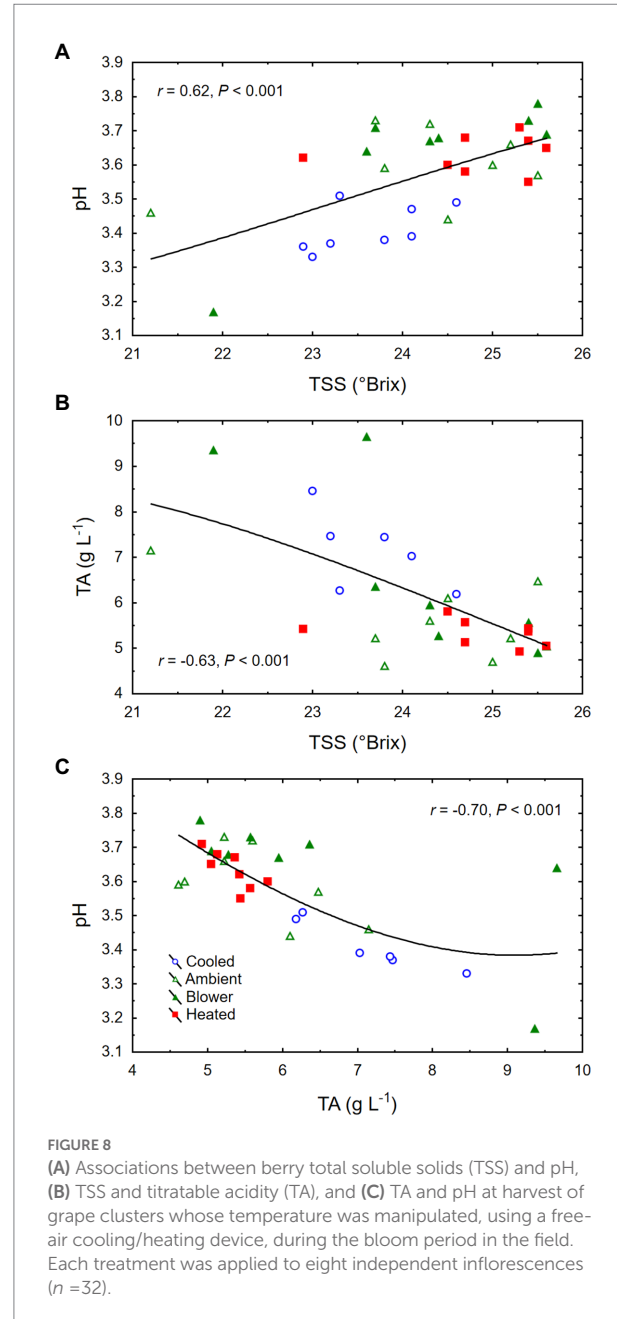 A
3.9
3.8
3.7
3.6
3.5
3.4
3.3
3.2
3.1
pH
r = 0.62, P < 0.001
21 22 23 24 25 26
TSS (°Brix)
B
10
9
8
7
6
5
4
TA (g L⁻¹)
r = -0.63, P < 0.001
21 22 23 24 25 26
TSS (°Brix)
C
3.9
3.8
3.7
3.6
3.5
3.4
3.3
3.2
3.1
pH
r = -0.70, P < 0.001
Cooled
Ambient
Blower
Heated
4 5 6 7 8 9 10
TA (g L⁻¹)
FIGURE 8
(A) Associations between berry total soluble solids (TSS) and pH,
(B) TSS and titratable acidity (TA), and (C) TA and pH at harvest of
grape clusters whose temperature was manipulated, using a free-
air cooling/heating device, during the bloom period in the field.
Each treatment was applied to eight independent inflorescences
(n =32).